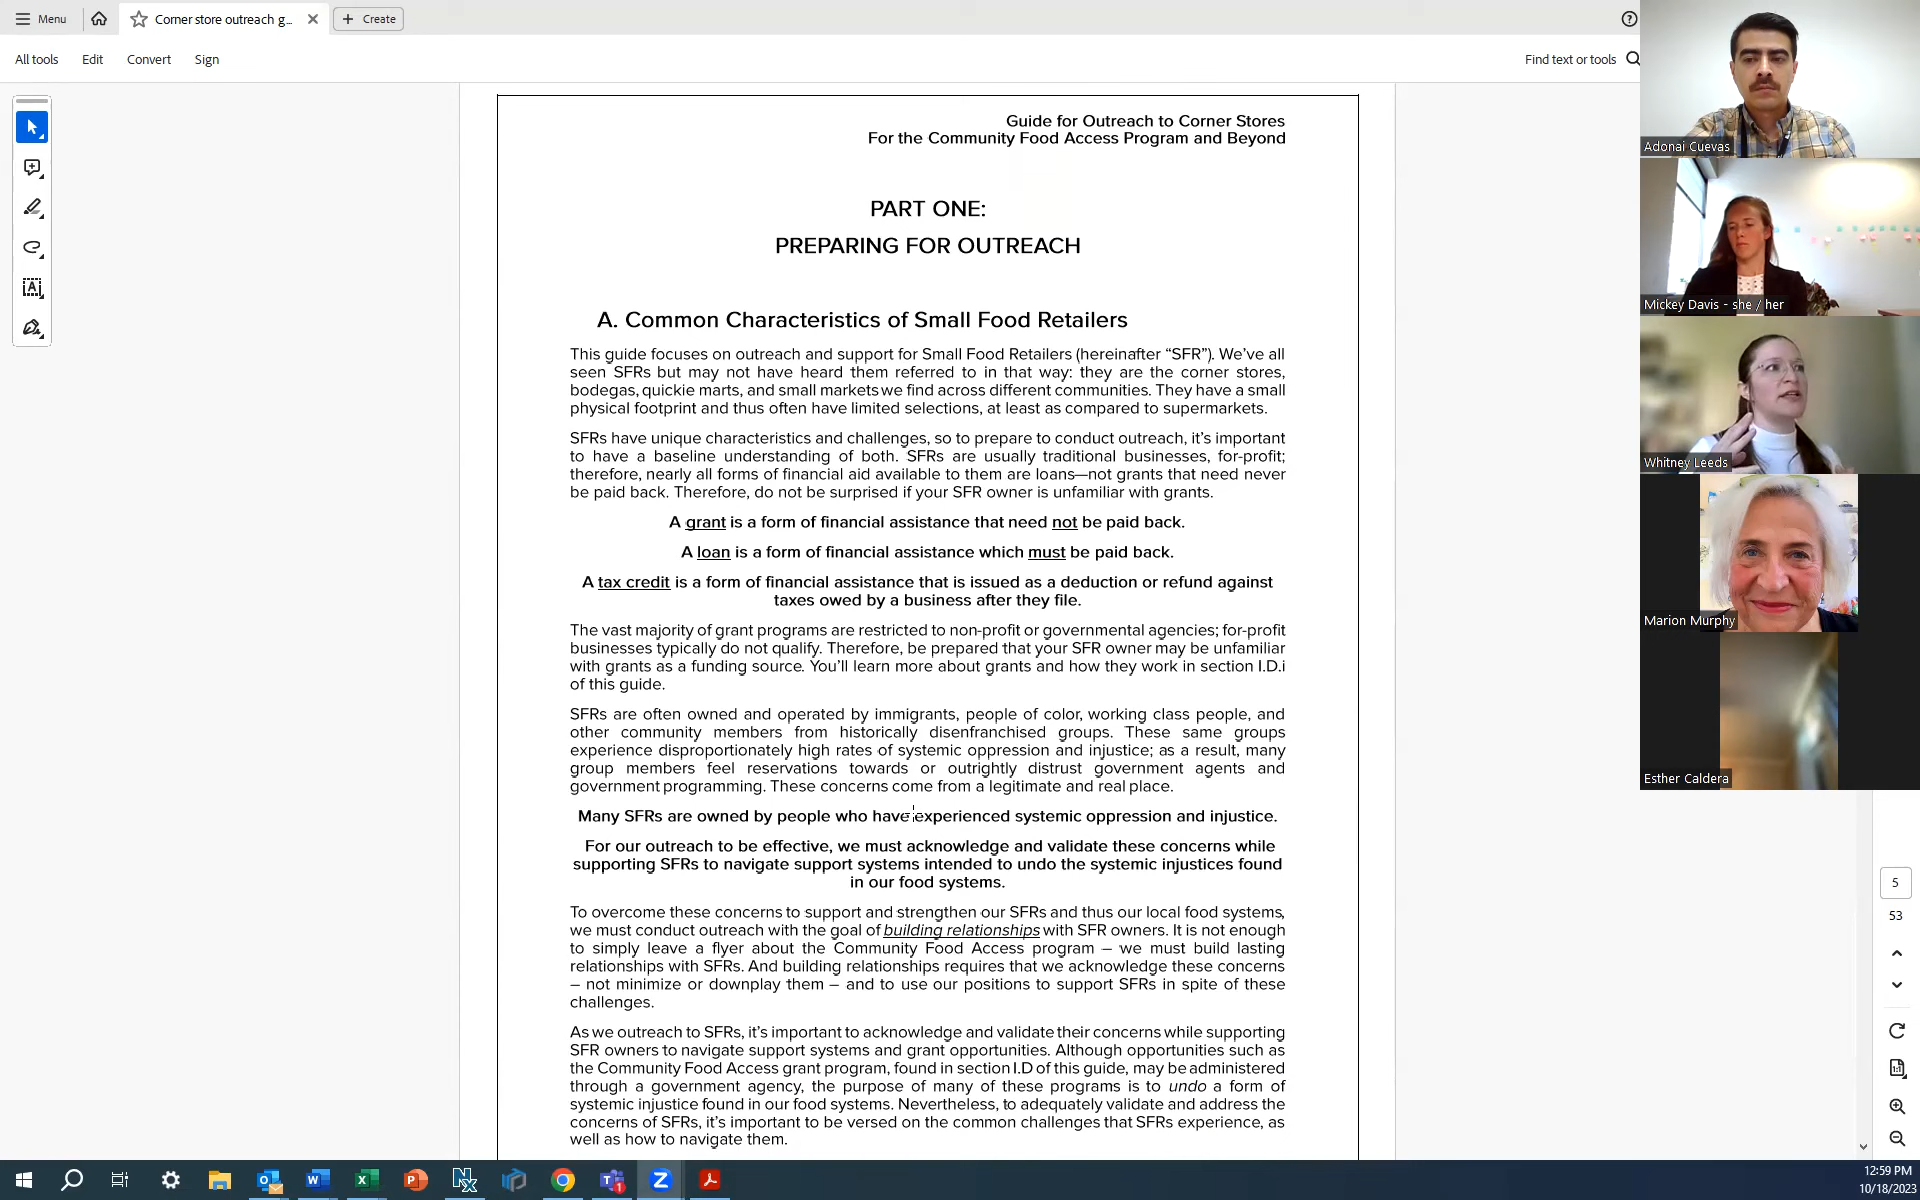 Menu
Corner store outreach g...
Create
All tools
Edit
Convert
Sign
Find text or tools
Guide for Outreach to Corner Stores
For the Community Food Access Program and Beyond
PART ONE:
PREPARING FOR OUTREACH
A. Common Characteristics of Small Food Retailers
This guide focuses on outreach and support for Small Food Retailers (hereinafter “SFR”). We’ve all
seen SFRs but may not have heard them referred to in that way: they are the corner stores,
bodegas, quickie marts, and small markets we find across different communities. They have a small
physical footprint and thus often have limited selections, at least as compared to supermarkets.
SFRs have unique characteristics and challenges, so to prepare to conduct outreach, it’s important
to have a baseline understanding of both. SFRs are usually traditional businesses, for-profit;
therefore, nearly all forms of financial aid available to them are loans—not grants that need never
be paid back. Therefore, do not be surprised if your SFR owner is unfamiliar with grants.
A grant is a form of financial assistance that need not be paid back.
A loan is a form of financial assistance which must be paid back.
A tax credit is a form of financial assistance that is issued as a deduction or refund against
taxes owed by a business after they file.
The vast majority of grant programs are restricted to non-profit or governmental agencies; for-profit
businesses typically do not qualify. Therefore, be prepared that your SFR owner may be unfamiliar
with grants as a funding source. You’ll learn more about grants and how they work in section I.D.i
of this guide.
SFRs are often owned and operated by immigrants, people of color, working class people, and
other community members from historically disenfranchised groups. These same groups
experience disproportionately high rates of systemic oppression and injustice; as a result, many
group members feel reservations towards or outrightly distrust government agents and
government programming. These concerns come from a legitimate and real place.
Many SFRs are owned by people who have experienced systemic oppression and injustice.
For our outreach to be effective, we must acknowledge and validate these concerns while
supporting SFRs to navigate support systems intended to undo the systemic injustices found
in our food systems.
To overcome these concerns to support and strengthen our SFRs and thus our local food systems,
we must conduct outreach with the goal of building relationships with SFR owners. It is not enough
to simply leave a flyer about the Community Food Access program – we must build lasting
relationships with SFRs. And building relationships requires that we acknowledge these concerns
– not minimize or downplay them – and to use our positions to support SFRs in spite of these
challenges.
As we outreach to SFRs, it’s important to acknowledge and validate their concerns while supporting
SFR owners to navigate support systems and grant opportunities. Although opportunities such as
the Community Food Access grant program, found in section I.D of this guide, may be administered
through a government agency, the purpose of many of these programs is to undo a form of
systemic injustice found in our food systems. Nevertheless, to adequately validate and address the
concerns of SFRs, it’s important to be versed on the common challenges that SFRs experience, as
well as how to navigate them.
Adonai Cuevas
Mickey Davis - she / her
Whitney Leeds
Marion Murphy
Esther Caldera
5
53
12:59 PM
10/18/2023